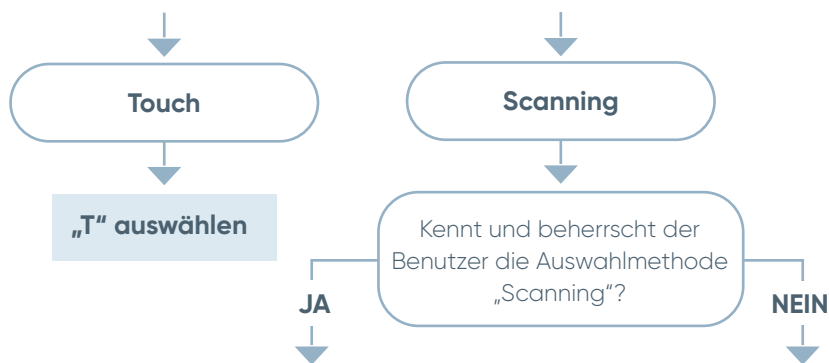 Touch
Scanning
„T“ auswählen
Kennt und beherrscht der
Benutzer die Auswahlmethode
„Scanning“?
JA
NEIN